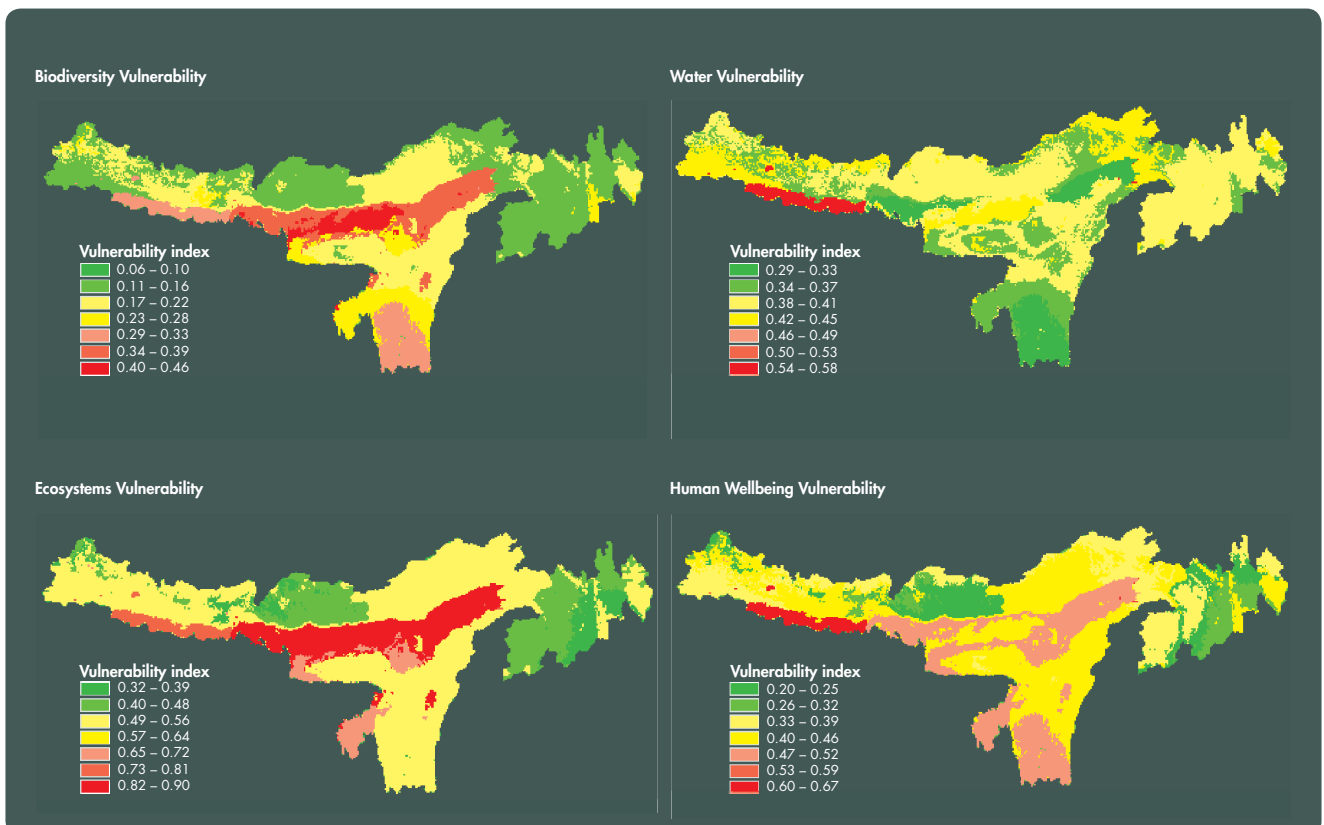 Biodiversity Vulnerability
Vulnerability index
0.06 – 0.10
0.11 – 0.16
0.17 – 0.22
0.23 – 0.28
0.29 – 0.33
0.34 – 0.39
0.40 – 0.46
Water Vulnerability
Vulnerability index
0.29 – 0.33
0.34 – 0.37
0.38 – 0.41
0.42 – 0.45
0.46 – 0.49
0.50 – 0.53
0.54 – 0.58
Ecosystems Vulnerability
Vulnerability index
0.32 – 0.39
0.40 – 0.48
0.49 – 0.56
0.57 – 0.64
0.65 – 0.72
0.73 – 0.81
0.82 – 0.90
Human Wellbeing Vulnerability
Vulnerability index
0.20 – 0.25
0.26 – 0.32
0.33 – 0.39
0.40 – 0.46
0.47 – 0.52
0.53 – 0.59
0.60 – 0.67